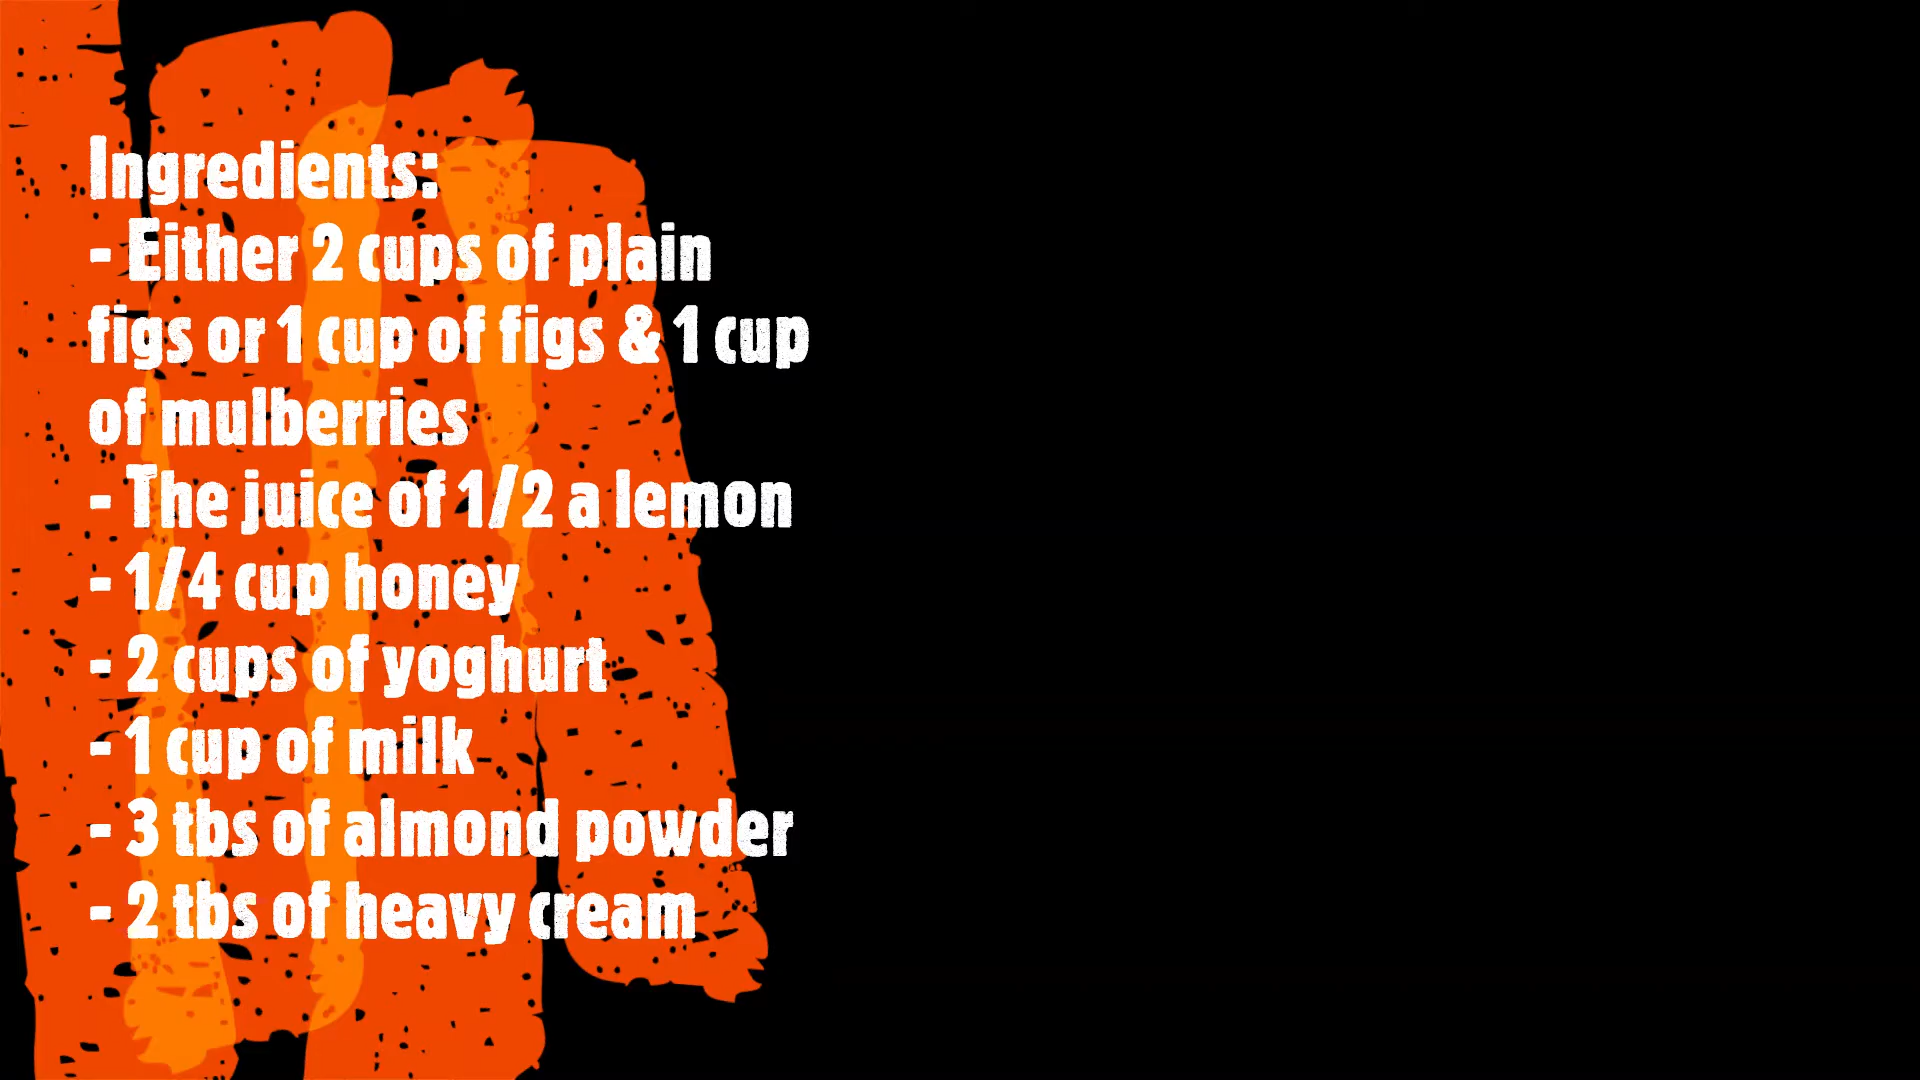 Ingredients:
- Either 2 cups of plain
figs or 1 cup of figs & 1 cup
of mulberries
- The juice of 1/2 a lemon
- 1/4 cup honey
- 2 cups of yoghurt
- 1 cup of milk
- 3 tbs of almond powder
- 2 tbs of heavy cream